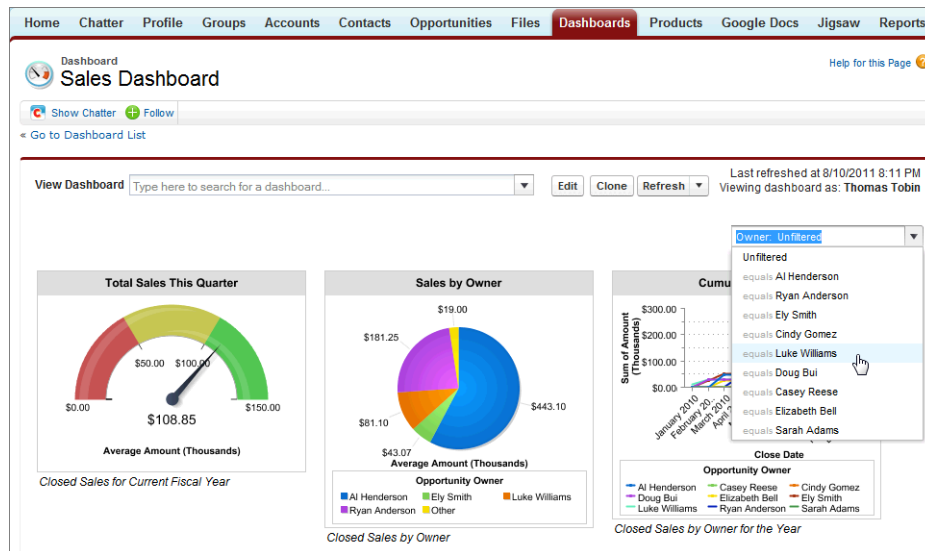 Home Chatter Profile Groups Accounts Contacts Opportunities Files Dashboards Products Google Docs Jigsaw Reports
Dashboard
Sales Dashboard
Help for this Page
Show Chatter Follow
« Go to Dashboard List
View Dashboard Type here to search for a dashboard... Edit Clone Refresh
Last refreshed at 8/10/2011 8:11 PM
Viewing dashboard as: Thomas Tobin
Owner: Unfiltered
Unfiltered
equals Al Henderson
equals Ryan Anderson
equals Ely Smith
equals Cindy Gomez
equals Luke Williams
equals Doug Bui
equals Casey Reese
equals Elizabeth Bell
equals Sarah Adams
Total Sales This Quarter
$50.00 $100.00
$0.00 $150.00
$108.85
Average Amount (Thousands)
Closed Sales for Current Fiscal Year
Sales by Owner
$19.00
$181.25
$443.10
$81.10
$43.07
Average Amount (Thousands)
Opportunity Owner
Al Henderson Ely Smith Luke Williams
Ryan Anderson Other
Closed Sales by Owner
Cumu
Sum of Amount
(Thousands)
$300.00
$200.00
$100.00
$0.00
January 2010
February 20..
March 2010
April
Close Date
Opportunity Owner
Al Henderson Casey Reese Cindy Gomez
Doug Bui Elizabeth Bell Ely Smith
Luke Williams Ryan Anderson Sarah Adams
Closed Sales by Owner for the Year